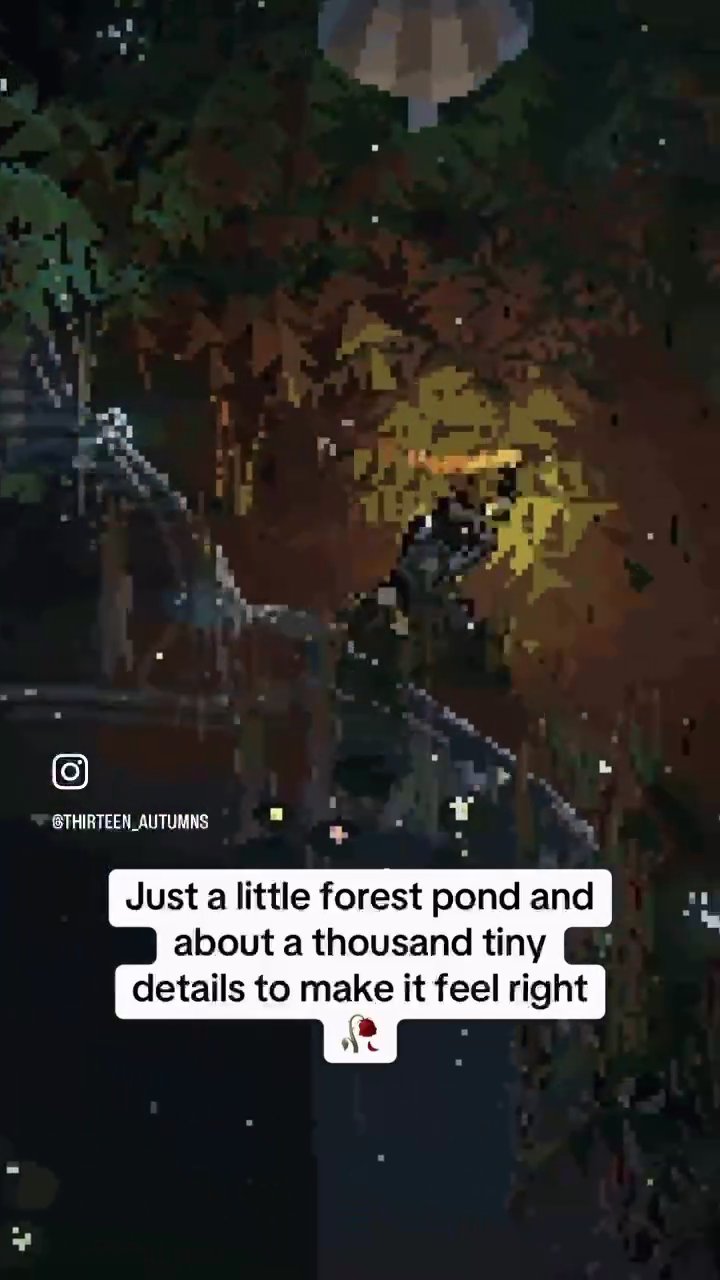 @THIRTEEN_AUTUMNS
Just a little forest pond and
about a thousand tiny
details to make it feel right
🥀